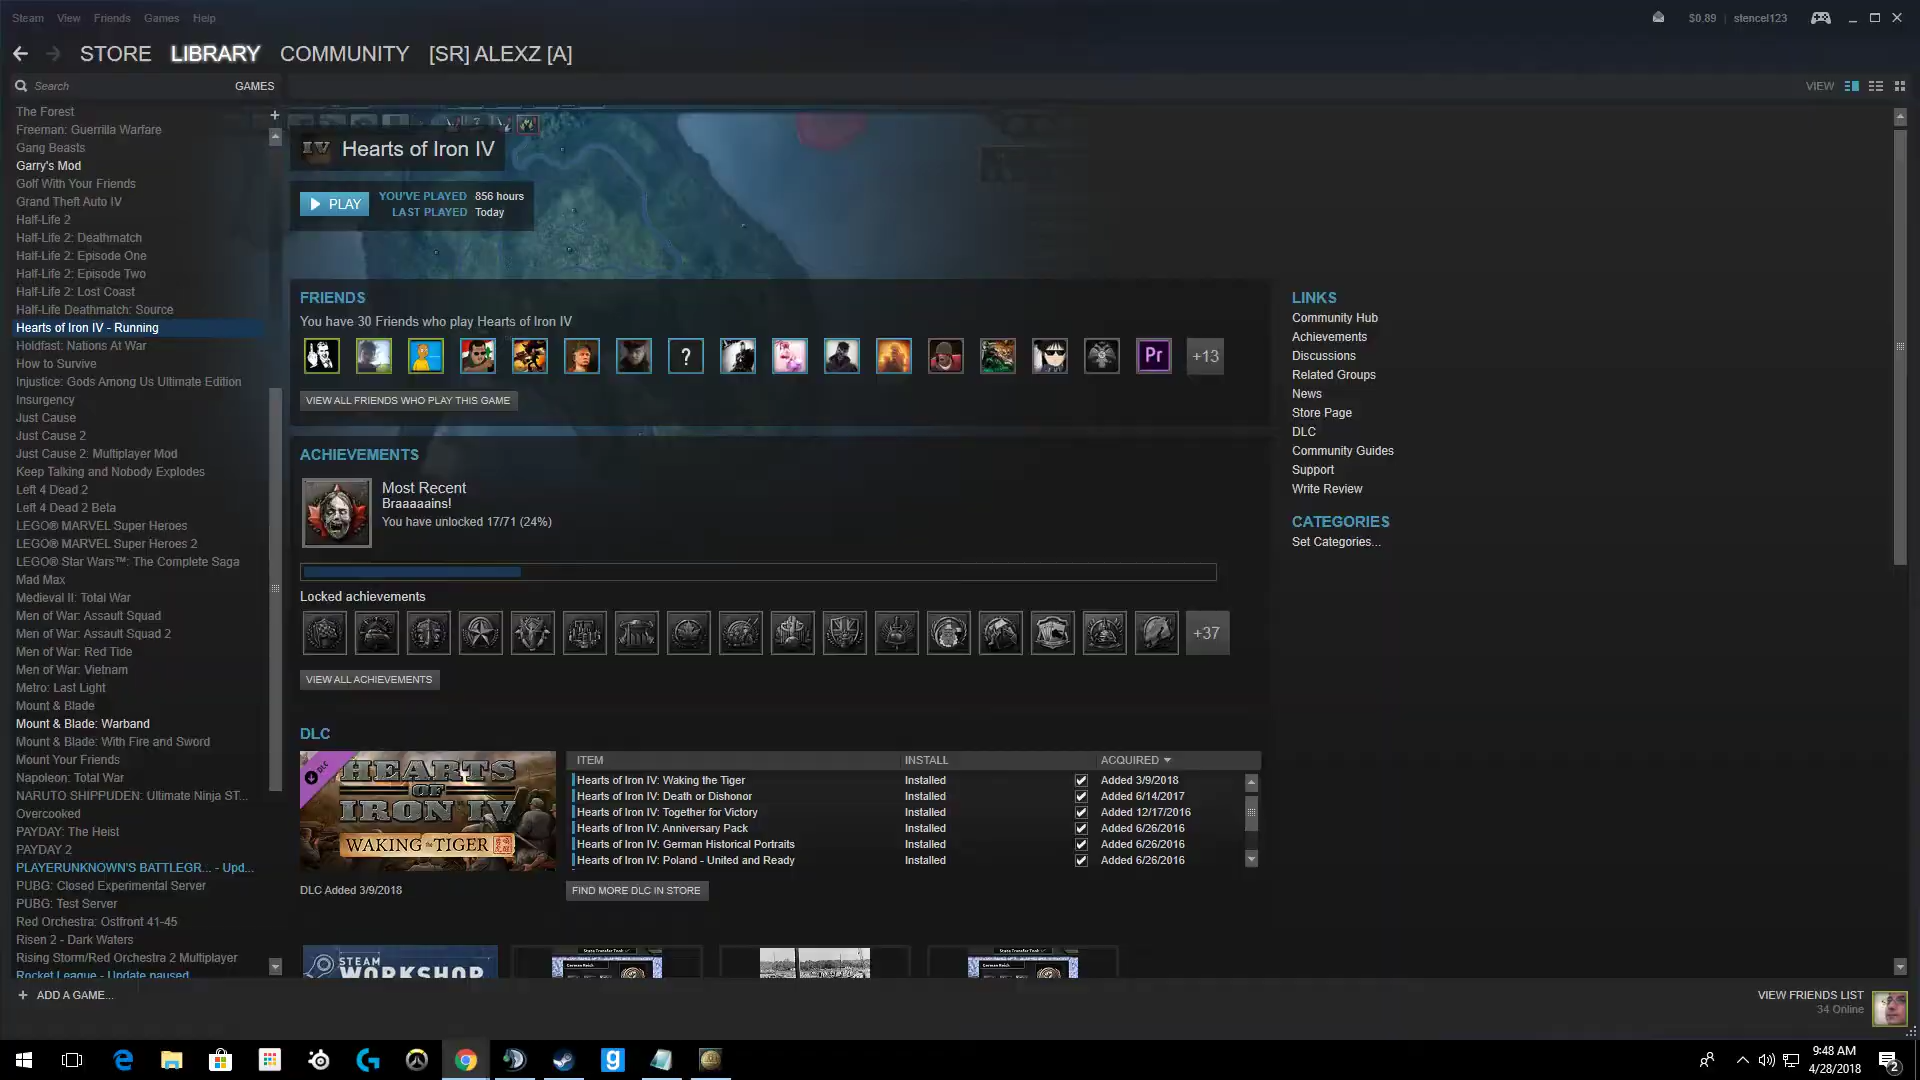 Steam View Friends Games Help
$0.89 stencel123
STORE LIBRARY COMMUNITY [SR] ALEXZ [A]
Search GAMES
VIEW
The Forest
Freeman: Guerrilla Warfare
Gang Beasts
Garry's Mod
Golf With Your Friends
Grand Theft Auto IV
Half-Life 2
Half-Life 2: Deathmatch
Half-Life 2: Episode One
Half-Life 2: Episode Two
Half-Life 2: Lost Coast
Half-Life Deathmatch: Source
Hearts of Iron IV - Running
Holdfast: Nations At War
How to Survive
Injustice: Gods Among Us Ultimate Edition
Insurgency
Just Cause
Just Cause 2
Just Cause 2: Multiplayer Mod
Keep Talking and Nobody Explodes
Left 4 Dead 2
Left 4 Dead 2 Beta
LEGO® MARVEL Super Heroes
LEGO® MARVEL Super Heroes 2
LEGO® Star Wars™: The Complete Saga
Mad Max
Medieval II: Total War
Men of War: Assault Squad
Men of War: Assault Squad 2
Men of War: Red Tide
Men of War: Vietnam
Metro: Last Light
Mount & Blade
Mount & Blade: Warband
Mount & Blade: With Fire and Sword
Mount Your Friends
Napoleon: Total War
NARUTO SHIPPUDEN: Ultimate Ninja ST...
Overcooked
PAYDAY: The Heist
PAYDAY 2
PLAYERUNKNOWN'S BATTLEGR... - Upd...
PUBG: Closed Experimental Server
PUBG: Test Server
Red Orchestra: Ostfront 41-45
Risen 2 - Dark Waters
Rising Storm/Red Orchestra 2 Multiplayer
Rocket League - Update paused
+ ADD A GAME...
IV Hearts of Iron IV
PLAY
YOU'VE PLAYED 856 hours
LAST PLAYED Today
FRIENDS
You have 30 Friends who play Hearts of Iron IV
? Pr +13
VIEW ALL FRIENDS WHO PLAY THIS GAME
ACHIEVEMENTS
Most Recent
Braaaaains!
You have unlocked 17/71 (24%)
Locked achievements
+37
VIEW ALL ACHIEVEMENTS
DLC
DLC
HEARTS
OF
IRON IV
WAKING THE TIGER
DLC Added 3/9/2018
ITEM INSTALL ACQUIRED
Hearts of Iron IV: Waking the Tiger Installed Added 3/9/2018
Hearts of Iron IV: Death or Dishonor Installed Added 6/14/2017
Hearts of Iron IV: Together for Victory Installed Added 12/17/2016
Hearts of Iron IV: Anniversary Pack Installed Added 6/26/2016
Hearts of Iron IV: German Historical Portraits Installed Added 6/26/2016
Hearts of Iron IV: Poland - United and Ready Installed Added 6/26/2016
FIND MORE DLC IN STORE
STEAM
WORKSHOP
State Transfer Tool
German Reich
State Transfer Tool
German Reich
LINKS
Community Hub
Achievements
Discussions
Related Groups
News
Store Page
DLC
Community Guides
Support
Write Review
CATEGORIES
Set Categories...
VIEW FRIENDS LIST
34 Online
9:48 AM
4/28/2018
2